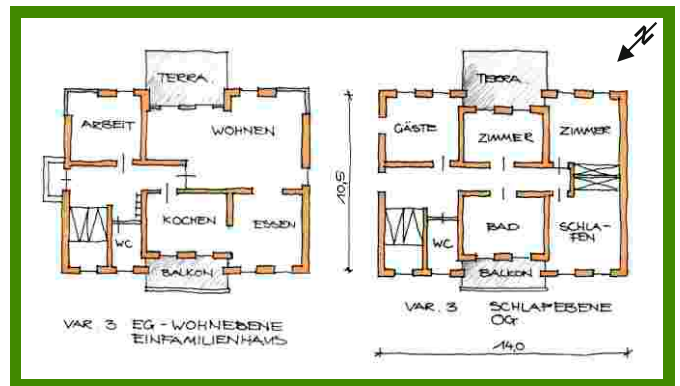 N
TERRA.
ARBEIT
WOHNEN
KOCHEN
ESSEN
WC
BALKON
VAR. 3 EG-WOHNEBENE
EINFAMILIENHAUS
10,5
TERRA.
GÄSTE
ZIMMER
ZIMMER
BAD
SCHLA-
FEN
WC
BALKON
VAR. 3 SCHLAFEBENE
OG
14,0